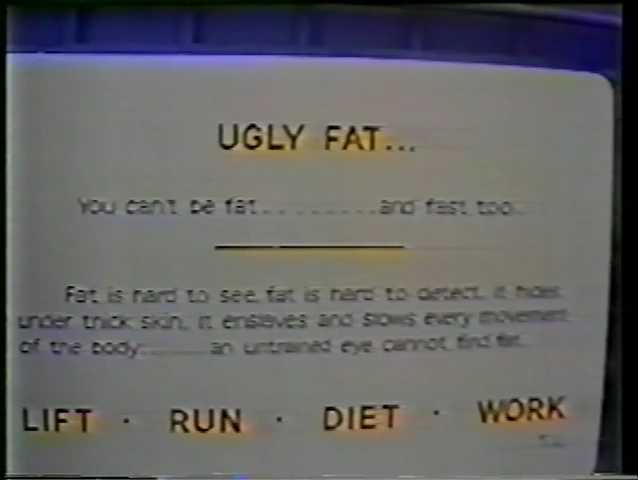 UGLY FAT...
You can't be fat.........and fast too..
Fat is hard to see, fat is hard to detect. it hides
under thick skin. it enslaves and slows every movement
of the body........an untrained eye cannot find fat..
LIFT · RUN · DIET · WORK